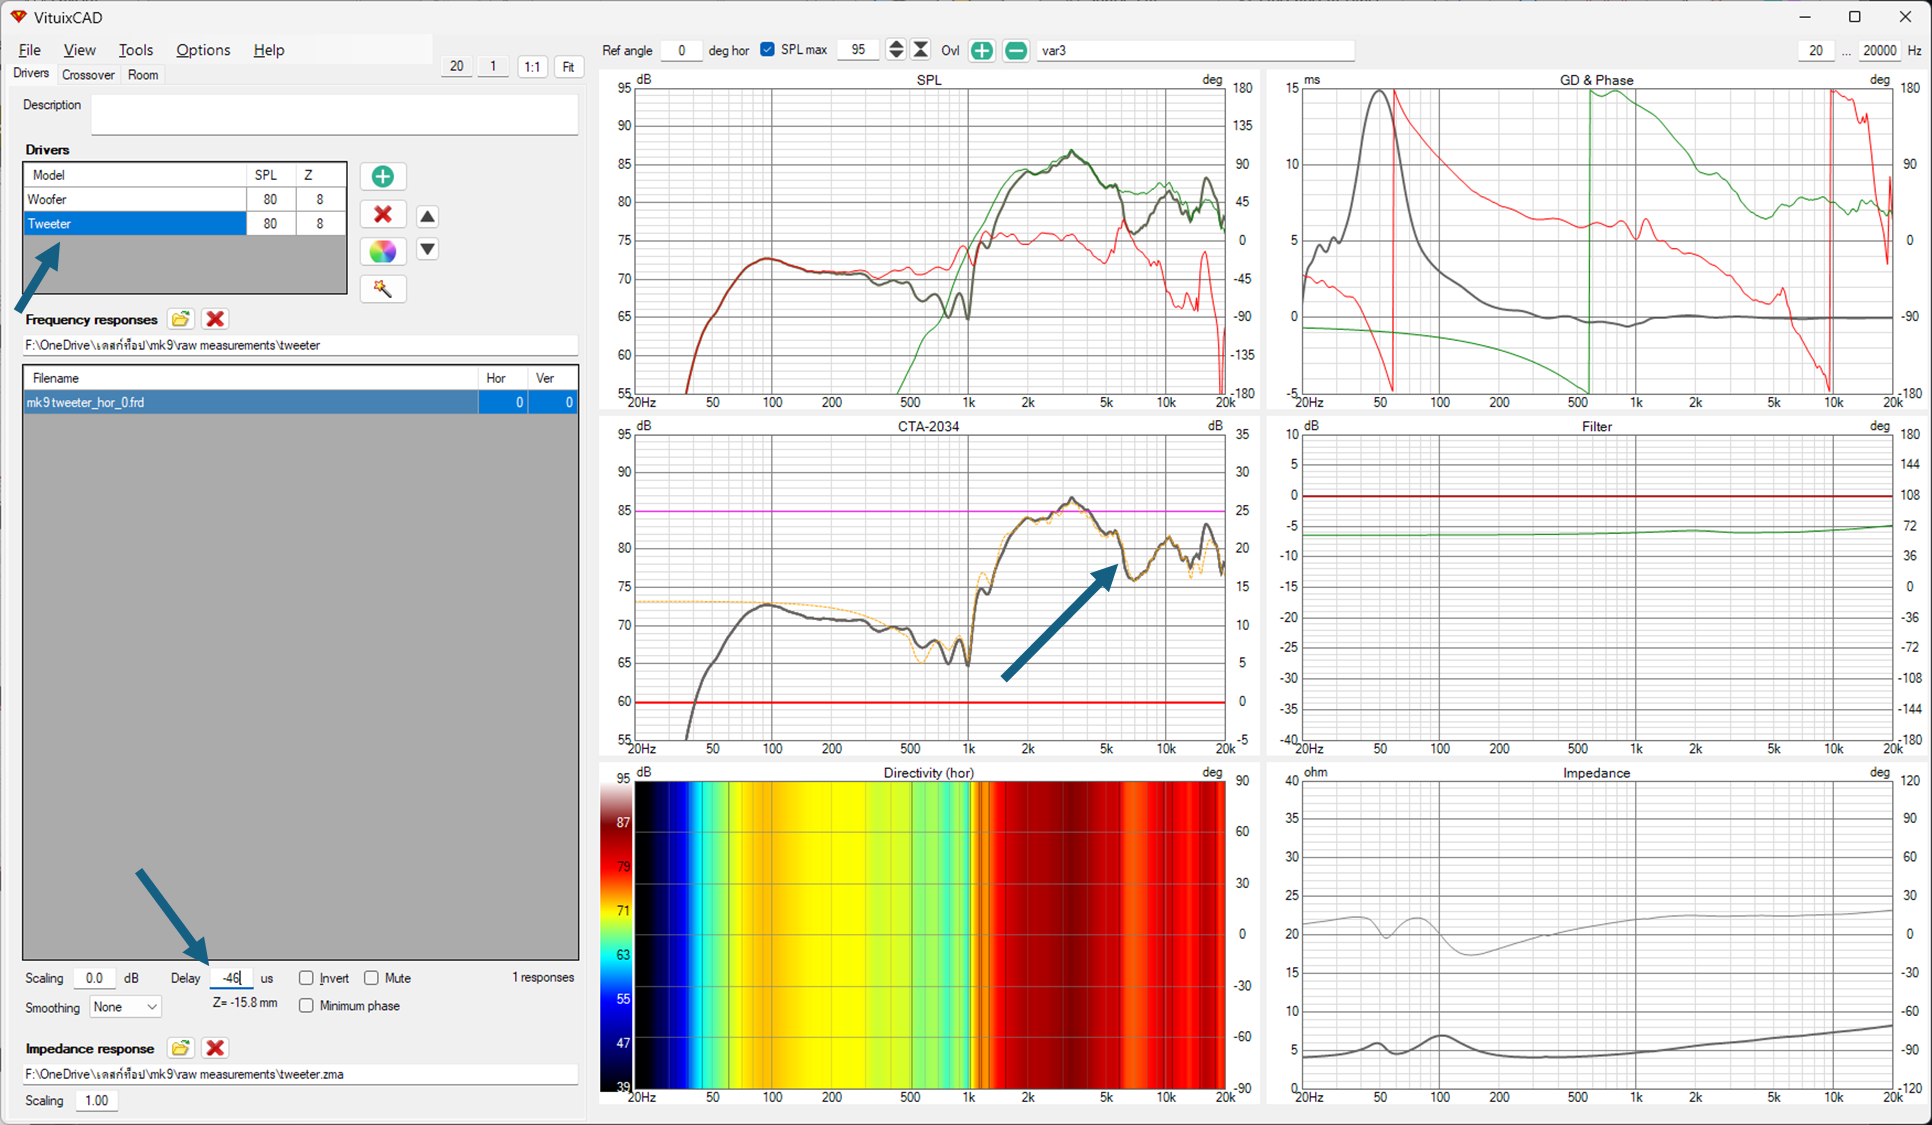 VituixCAD
File View Tools Options Help
20 1 1:1 Fit
Ref angle 0 deg hor SPL max 95 Ovl var3 20 ... 20000 Hz
Drivers Crossover Room
Description
Drivers
Model SPL Z
Woofer 80 8
Tweeter 80 8
Frequency responses
F:\OneDrive\เดสก์ท็อป\mk9\raw measurements\tweeter
Filename Hor Ver
mk9 tweeter_hor_0.frd 0 0
Scaling 0.0 dB Delay -46 us Invert Mute 1 responses
Smoothing None Z= -15.8 mm Minimum phase
Impedance response
F:\OneDrive\เดสก์ท็อป\mk9\raw measurements\tweeter.zma
Scaling 1.00
dB SPL deg
95 180
90 135
85 90
80 45
75 0
70 -45
65 -90
60 -135
55 -180
20Hz 50 100 200 500 1k 2k 5k 10k 20k
ms GD & Phase deg
15 180
10 90
5 0
0 -90
-5 -180
20Hz 50 100 200 500 1k 2k 5k 10k 20k
dB CTA-2034 dB
95 35
90 30
85 25
80 20
75 15
70 10
65 5
60 0
55 -5
20Hz 50 100 200 500 1k 2k 5k 10k 20k
dB Filter deg
10 180
5 144
0 108
-5 72
-10 36
-15 0
-20 -36
-25 -72
-30 -108
-35 -144
-40 -180
20Hz 50 100 200 500 1k 2k 5k 10k 20k
dB Directivity (hor) deg
95 90
87 60
79 30
71 0
63 -30
55 -60
47 -90
39
20Hz 50 100 200 500 1k 2k 5k 10k 20k
ohm Impedance deg
40 120
35 90
30 60
25 30
20 0
15 -30
10 -60
5 -90
0 -120
20Hz 50 100 200 500 1k 2k 5k 10k 20k